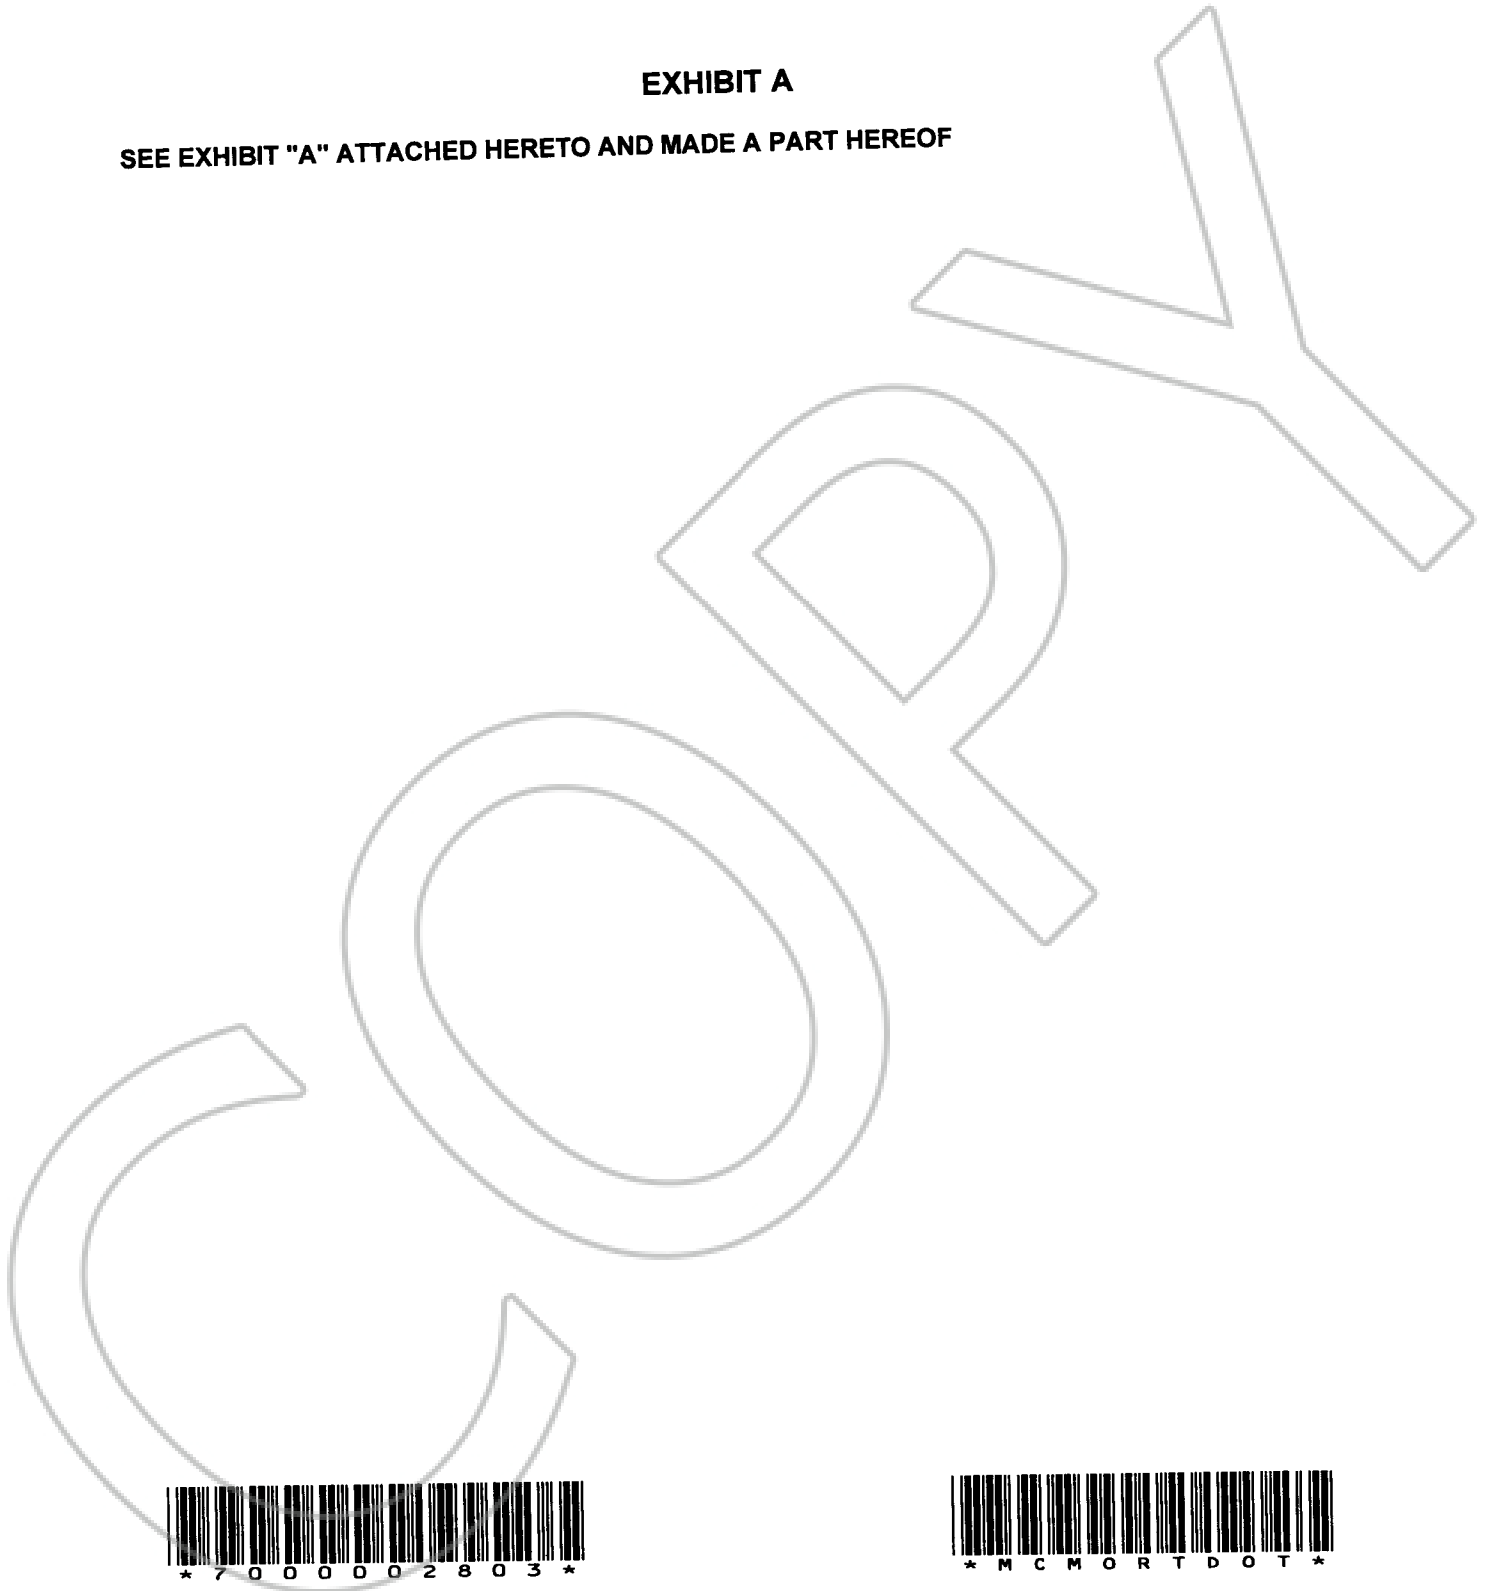 EXHIBIT A
SEE EXHIBIT "A" ATTACHED HERETO AND MADE A PART HEREOF
COPY
*7000002803*
*MCMORTDOT*